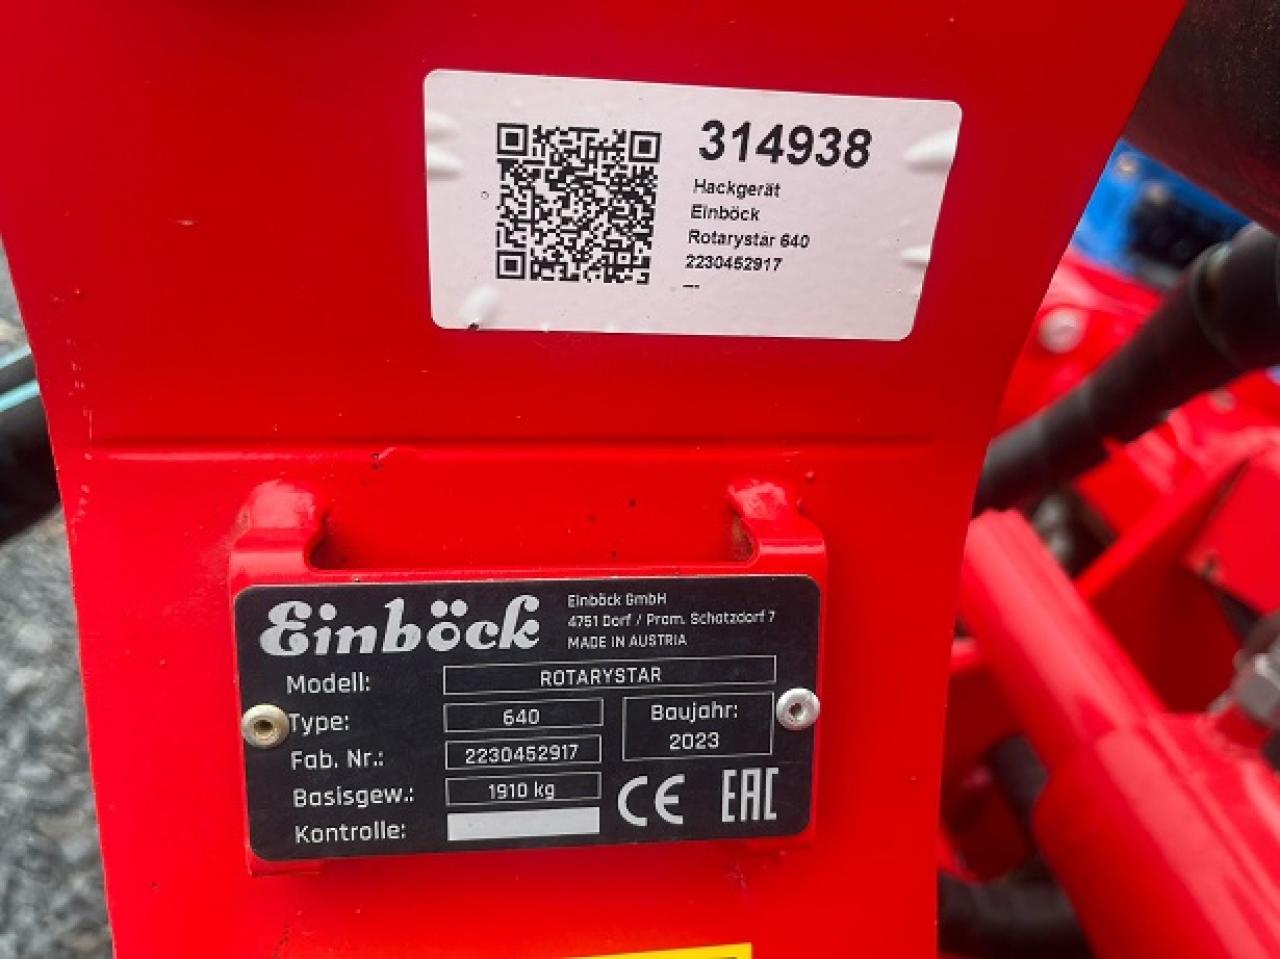 314938
Hackgerät
Einböck
Rotarystar 640
2230452917
---
Einböck
Einböck GmbH
4751 Dorf / Pram, Schatzdorf 7
MADE IN AUSTRIA
Modell: ROTARYSTAR
Type: 640
Baujahr: 2023
Fab. Nr.: 2230452917
Basisgew.: 1910 kg
Kontrolle:
CE EAC